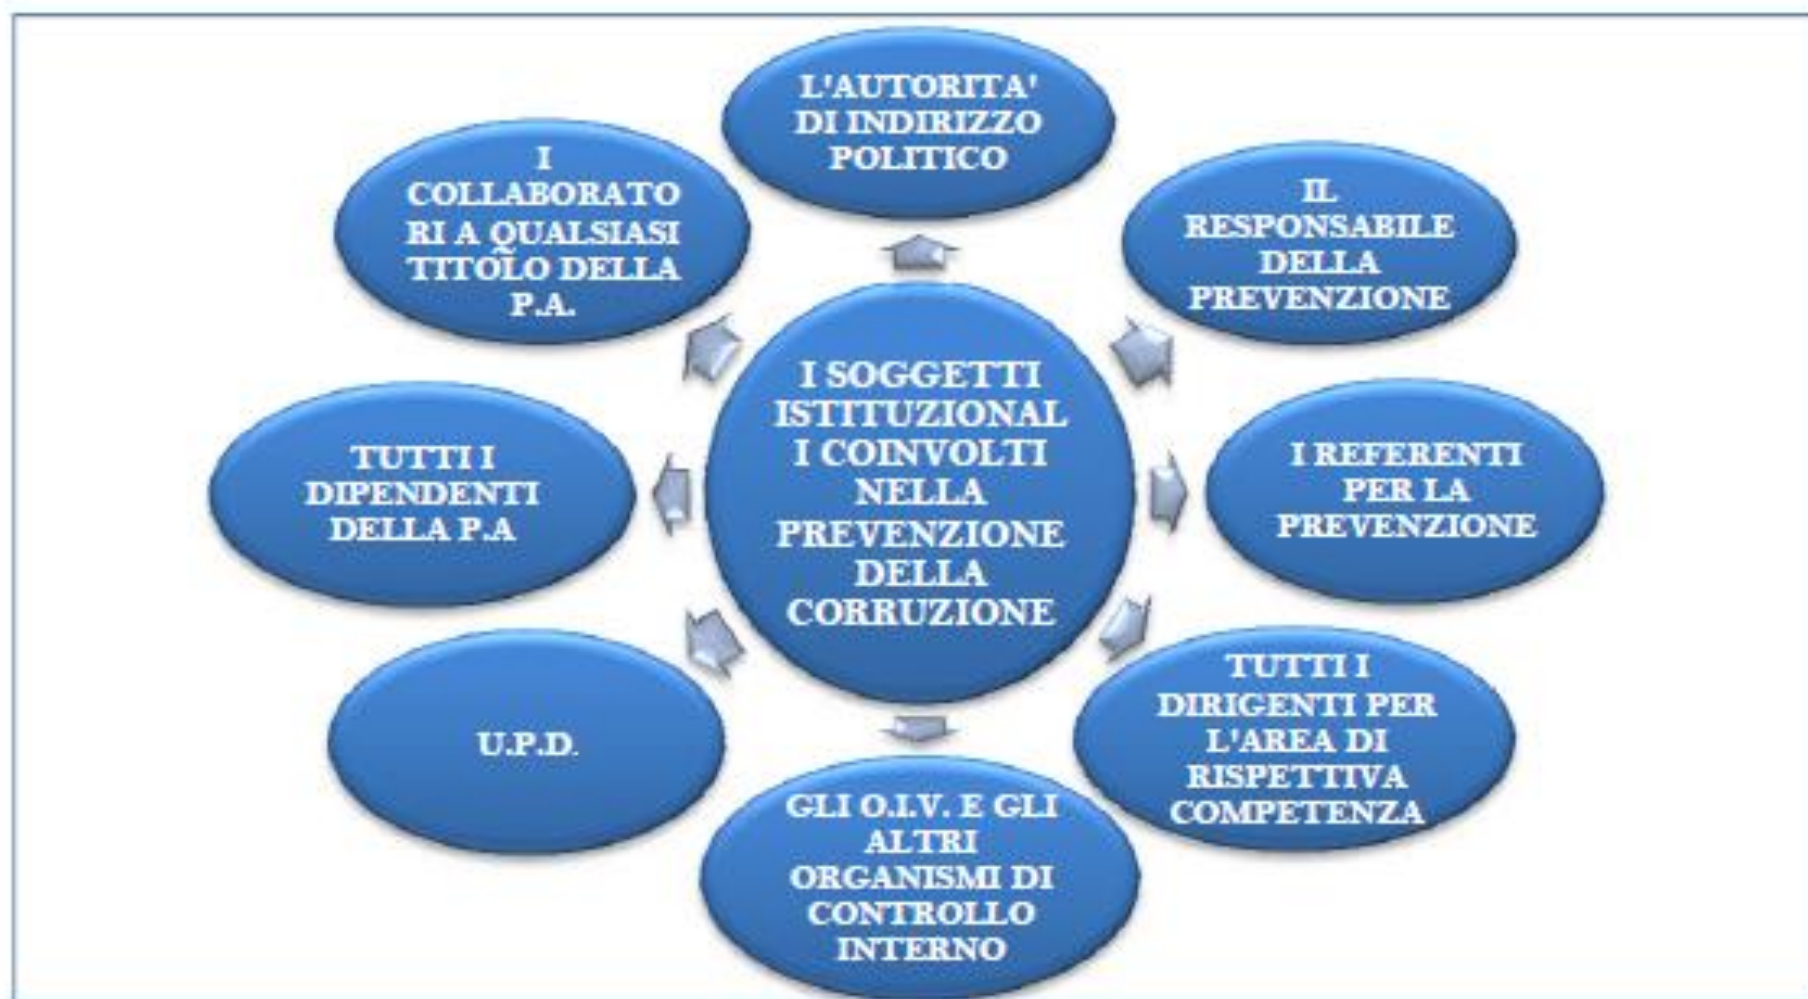 L'AUTORITA'
DI INDIRIZZO
POLITICO
IL
RESPONSABILE
DELLA
PREVENZIONE
I REFERENTI
PER LA
PREVENZIONE
TUTTI I
DIRIGENTI PER
L'AREA DI
RISPETTIVA
COMPETENZA
GLI O.I.V. E GLI
ALTRI
ORGANISMI DI
CONTROLLO
INTERNO
U.P.D.
TUTTI I
DIPENDENTI
DELLA P.A
I
COLLABORATO
RI A QUALSIASI
TITOLO DELLA
P.A.
I SOGGETTI
ISTITUZIONAL
I COINVOLTI
NELLA
PREVENZIONE
DELLA
CORRUZIONE